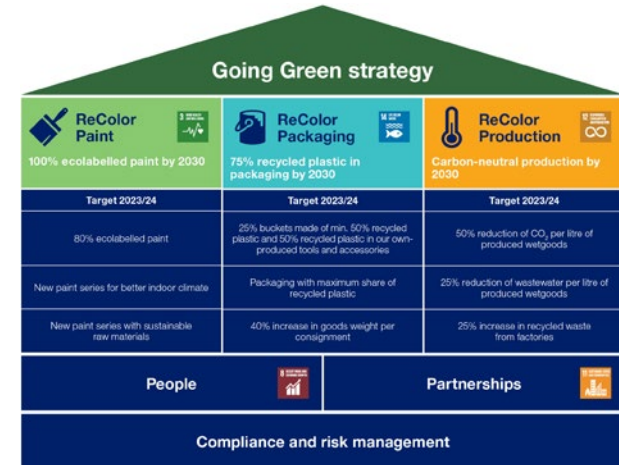 Going Green strategy
ReColor
Paint
3
100% ecolabelled paint by 2030
ReColor
Packaging
14
75% recycled plastic in
packaging by 2030
ReColor
Production
12
Carbon-neutral production by
2030
Target 2023/24
Target 2023/24
Target 2023/24
80% ecolabelled paint
25% buckets made of min. 50% recycled
plastic and 50% recycled plastic in our own-
produced tools and accessories
50% reduction of CO₂ per litre of
produced wetgoods
New paint series for better indoor climate
Packaging with maximum share of
recycled plastic
25% reduction of wastewater per litre of
produced wetgoods
New paint series with sustainable
raw materials
40% increase in goods weight per
consignment
25% increase in recycled waste
from factories
People
8
Partnerships
11
Compliance and risk management